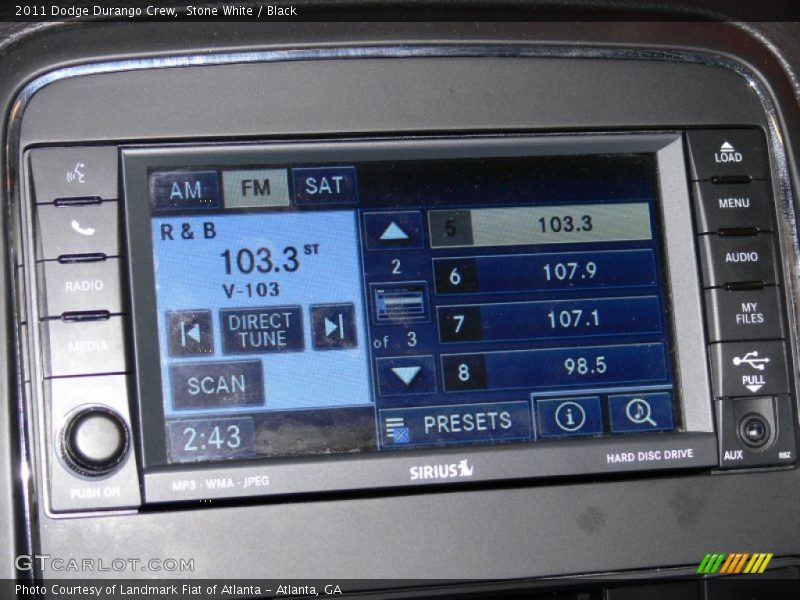 2011 Dodge Durango Crew, Stone White / Black
LOAD
AM FM SAT
MENU
R & B
5 103.3
103.3 ST
V-103
2
6 107.9
AUDIO
RADIO
DIRECT TUNE
7 107.1
MY FILES
MEDIA
of 3
SCAN
8 98.5
PULL
PRESETS
2:43
PUSH ON
MP3 · WMA · JPEG
SIRIUS
HARD DISC DRIVE
AUX
RBZ
GTCARLOT.COM
Photo Courtesy of Landmark Fiat of Atlanta - Atlanta, GA